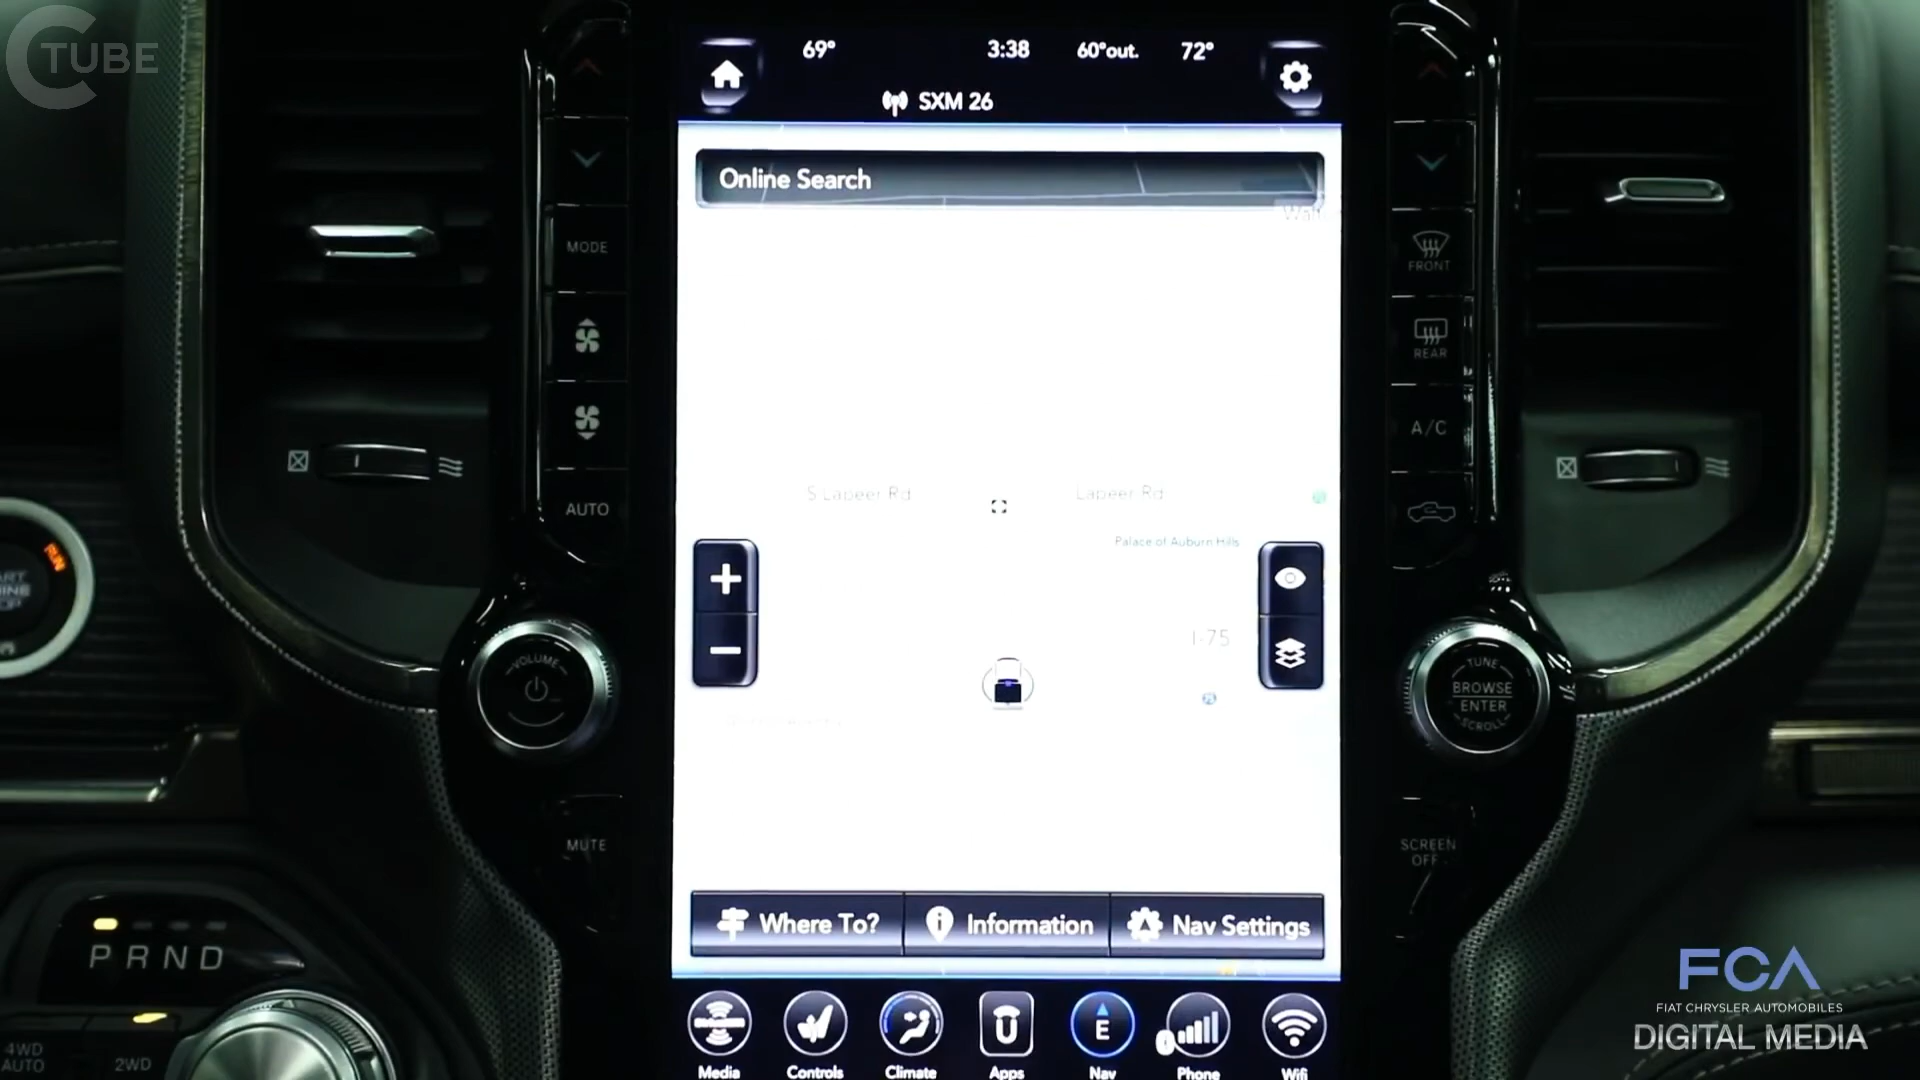 C TUBE
69°
3:38
60°out.
72°
SXM 26
Online Search
MODE
FRONT
REAR
A/C
AUTO
S Lapeer Rd
Lapeer Rd
Palace of Auburn Hills
I-75
RUN
VOLUME
TUNE
BROWSE
ENTER
SCROLL
MUTE
SCREEN
OFF
Where To?
Information
Nav Settings
P R N D
4WD
AUTO
2WD
Media
Controls
Climate
Apps
E
Nav
Phone
Wifi
FCA
FIAT CHRYSLER AUTOMOBILES
DIGITAL MEDIA